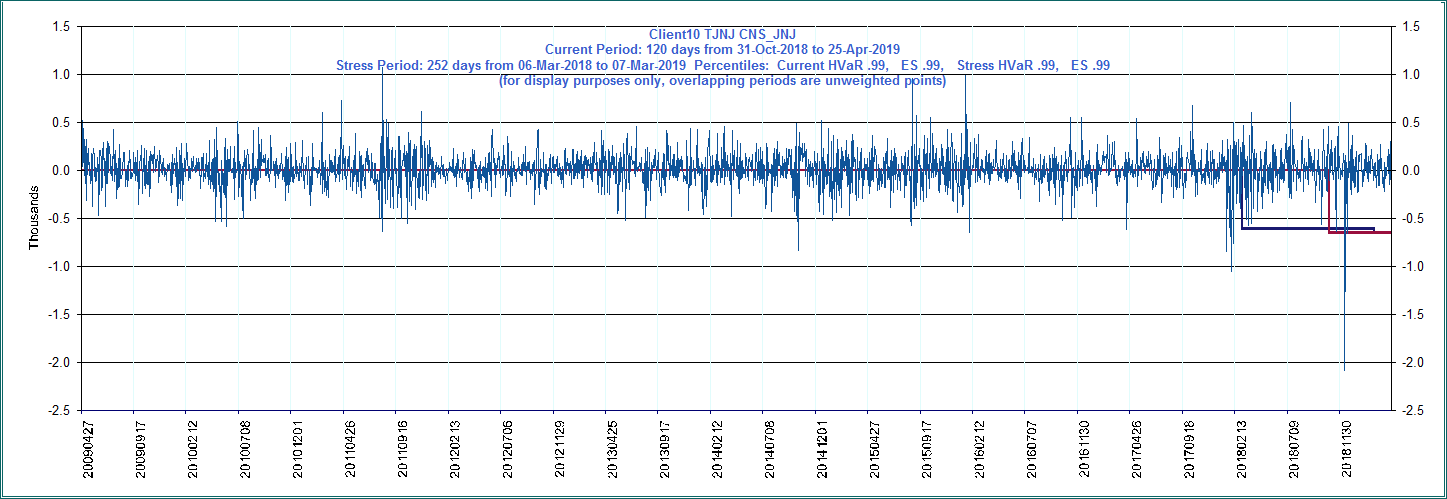 Client10 TJNJ CNS_JNJ
Current Period: 120 days from 31-Oct-2018 to 25-Apr-2019
Stress Period: 252 days from 06-Mar-2018 to 07-Mar-2019 Percentiles: Current HVaR .99, ES .99, Stress HVaR .99, ES .99
(for display purposes only, overlapping periods are unweighted points)
1.5 1.5
1.0 1.0
0.5 0.5
0.0 0.0
-0.5 -0.5
-1.0 -1.0
-1.5 -1.5
-2.0 -2.0
-2.5 -2.5
Thousands
20090427 20090917 20100212 20100708 20101201 20110426 20110916 20120213 20120706 20121129 20130425 20130917 20140212 20140708 20141201 20150427 20150917 20160212 20160707 20161130 20170426 20170918 20180213 20180709 20181130